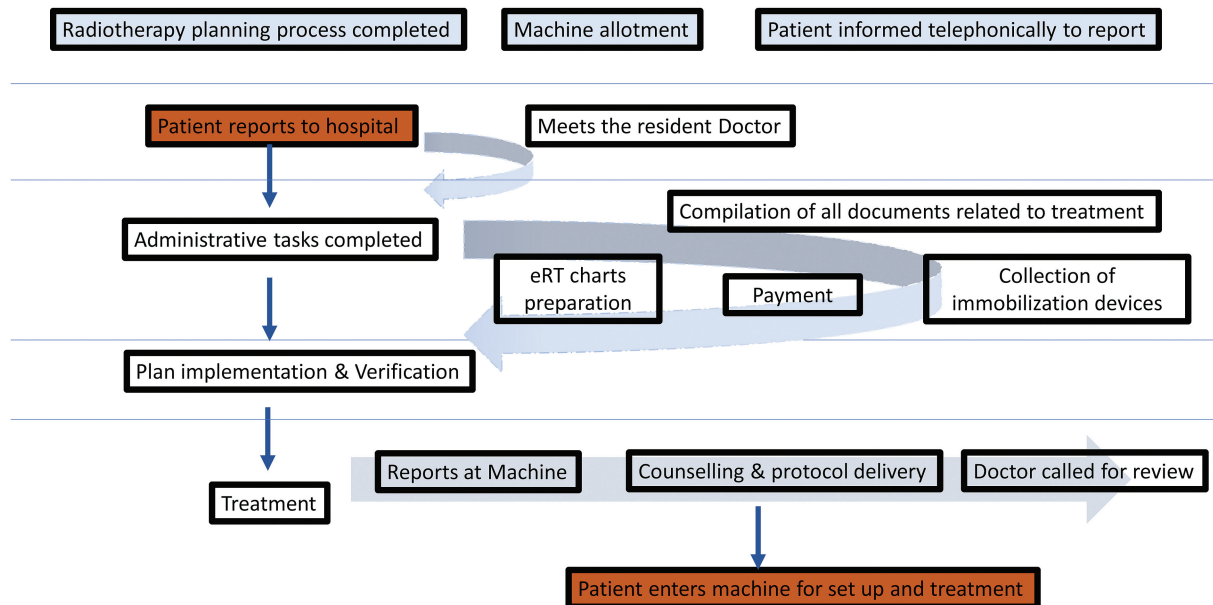 Radiotherapy planning process completed
Machine allotment
Patient informed telephonically to report
Patient reports to hospital
Meets the resident Doctor
Compilation of all documents related to treatment
Administrative tasks completed
eRT charts
preparation
Payment
Collection of
immobilization devices
Plan implementation & Verification
Reports at Machine
Counselling & protocol delivery
Doctor called for review
Treatment
Patient enters machine for set up and treatment